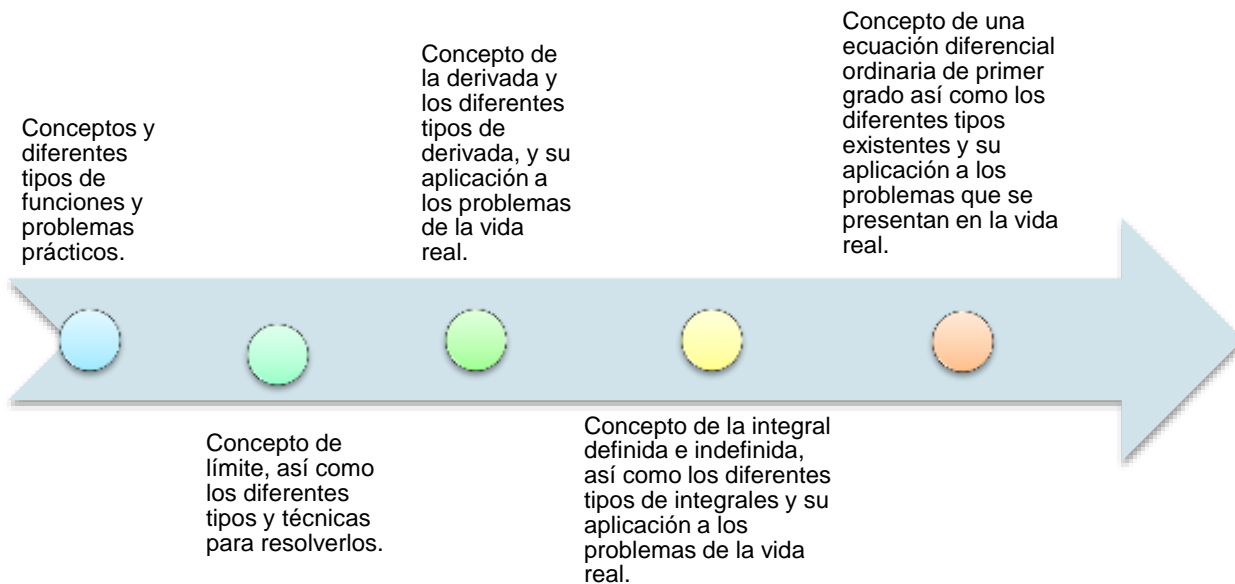 Conceptos y
diferentes
tipos de
funciones y
problemas
prácticos.
Concepto de
límite, así como
los diferentes
tipos y técnicas
para resolverlos.
Concepto de
la derivada y
los diferentes
tipos de
derivada, y su
aplicación a
los problemas
de la vida
real.
Concepto de la integral
definida e indefinida,
así como los diferentes
tipos de integrales y su
aplicación a los
problemas de la vida
real.
Concepto de una
ecuación diferencial
ordinaria de primer
grado así como los
diferentes tipos
existentes y su
aplicación a los
problemas que se
presentan en la vida
real.